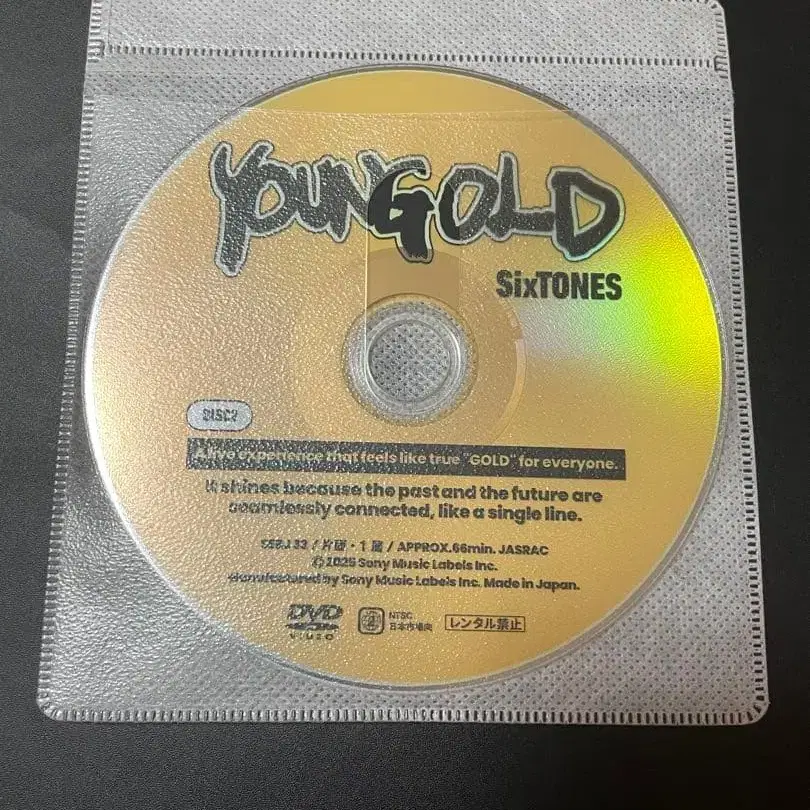 YOUNGOLD
SixTONES
DISC2
A live experience that feels like true "GOLD" for everyone.
It shines because the past and the future are
seamlessly connected, like a single line.
/ 片面・1層 / APPROX.66min. JASRAC
Ⓟ© 2025 Sony Music Labels Inc.
Manufactured by Sony Music Labels Inc. Made in Japan.
DVD
VIDEO
2
NTSC
日本市場向
レンタル禁止